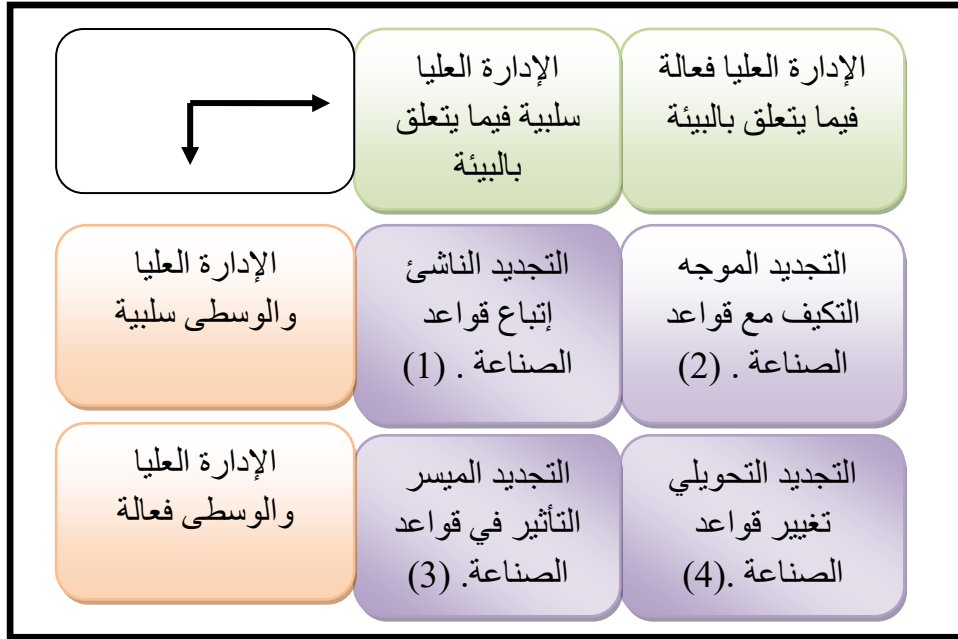 الإدارة العليا فعالة
فيما يتعلق بالبيئة
الإدارة العليا
سلبية فيما يتعلق
بالبيئة
التجديد الموجه
التكيف مع قواعد
الصناعة . (2)
التجديد الناشئ
إتباع قواعد
الصناعة . (1)
الإدارة العليا
والوسطى سلبية
التجديد التحويلي
تغيير قواعد
الصناعة .(4)
التجديد الميسر
التأثير في قواعد
الصناعة. (3)
الإدارة العليا
والوسطى فعالة